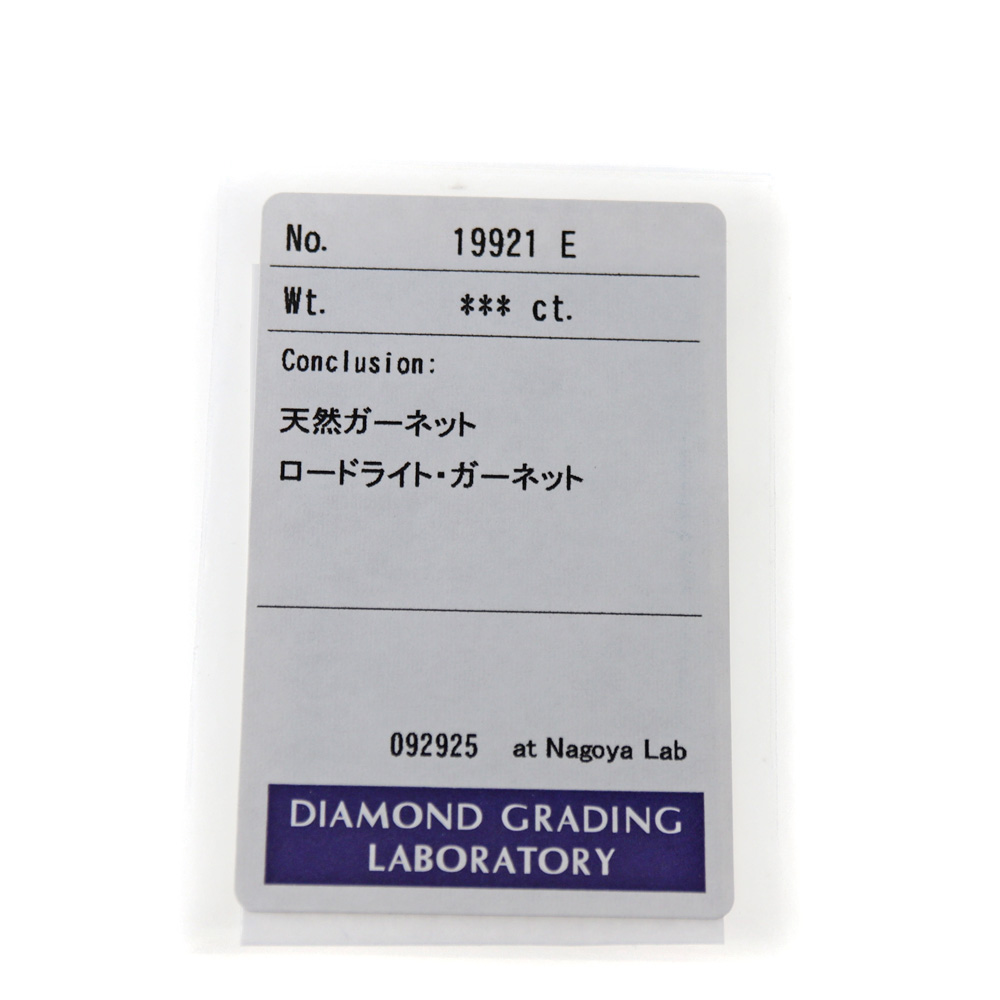 No. 19921 E
Wt. *** ct.
Conclusion:
天然ガーネット
ロードライト・ガーネット
092925 at Nagoya Lab
DIAMOND GRADING
LABORATORY